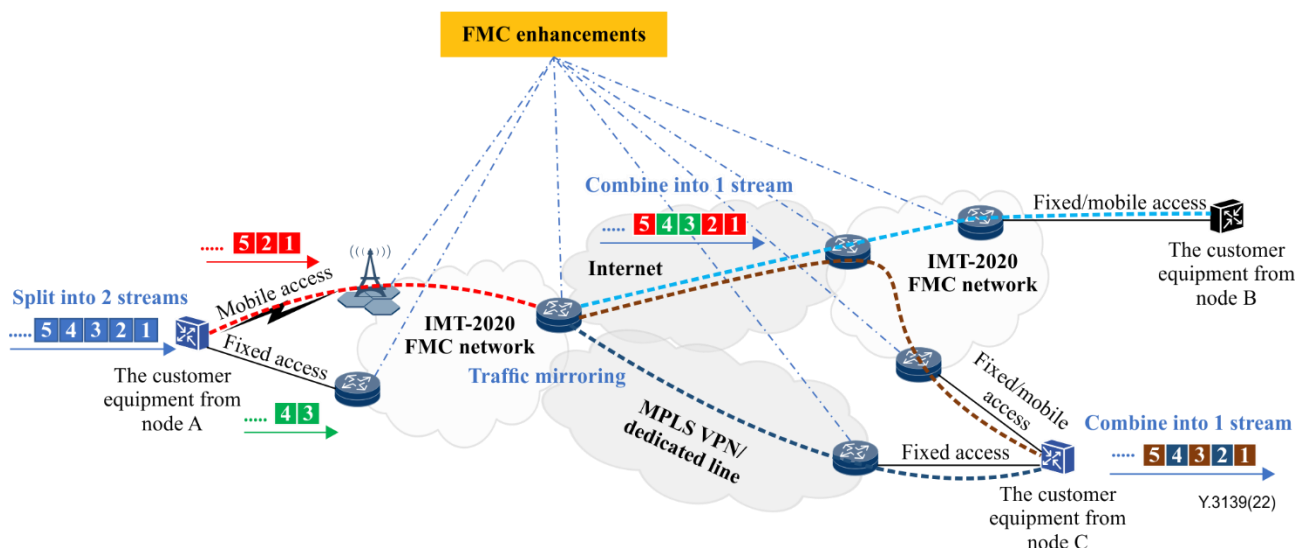 FMC enhancements
Combine into 1 stream
..... 5 4 3 2 1
Fixed/mobile access
The customer
equipment from
node B
..... 5 2 1
Mobile access
Internet
IMT-2020
FMC network
Split into 2 streams
..... 5 4 3 2 1
Fixed access
The customer
equipment from
node A
..... 4 3
IMT-2020
FMC network
Traffic mirroring
MPLS VPN/
dedicated line
Fixed/mobile
access
Fixed access
Combine into 1 stream
..... 5 4 3 2 1
The customer
equipment from
node C
Y.3139(22)